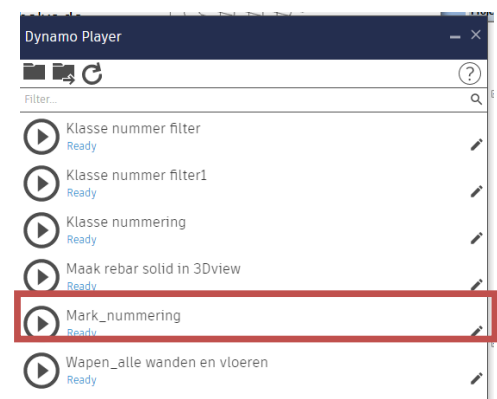 Dynamo Player
Filter...
Klasse nummer filter
Ready
Klasse nummer filter1
Ready
Klasse nummering
Ready
Maak rebar solid in 3Dview
Ready
Mark_nummering
Ready
Wapen_alle wanden en vloeren
Ready